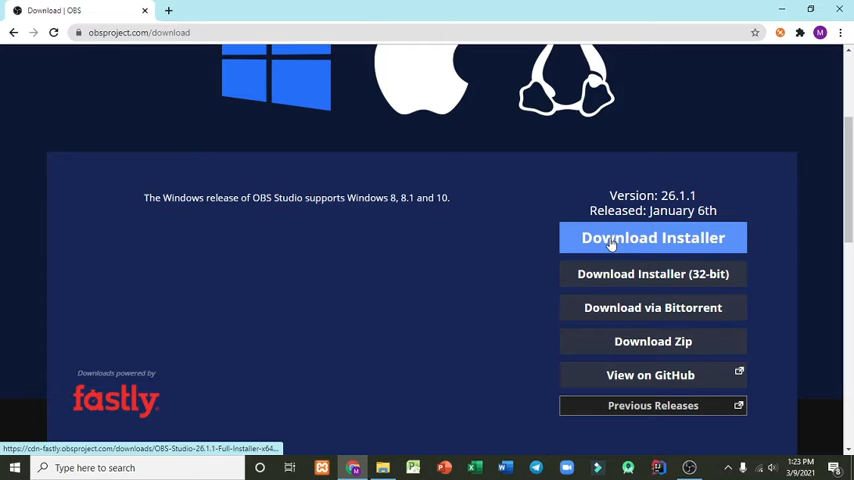 Download | OBS
obsproject.com/download
M
The Windows release of OBS Studio supports Windows 8, 8.1 and 10.
Version: 26.1.1
Released: January 6th
Download Installer
Download Installer (32-bit)
Download via Bittorrent
Download Zip
View on GitHub
Previous Releases
Downloads powered by
fastly
https://cdn-fastly.obsproject.com/downloads/OBS-Studio-26.1.1-Full-Installer-x64...
Type here to search
1:23 PM
3/9/2021